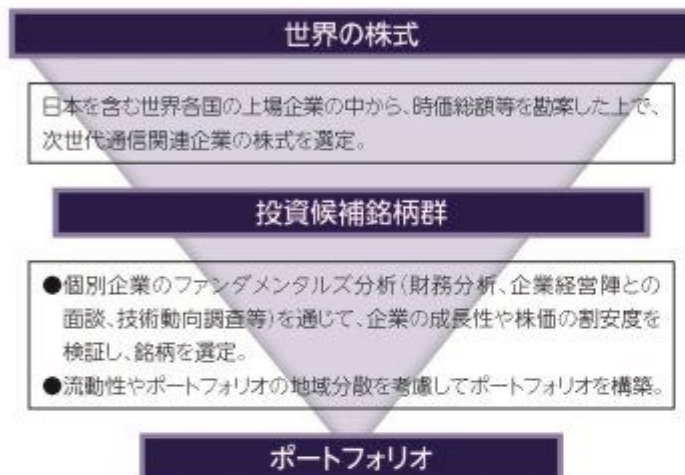 世界の株式
日本を含む世界各国の上場企業の中から、時価総額等を勘案した上で、
次世代通信関連企業の株式を選定。
投資候補銘柄群
●個別企業のファンダメンタルズ分析(財務分析、企業経営陣との
面談、技術動向調査等)を通じて、企業の成長性や株価の割安度を
検証し、銘柄を選定。
●流動性やポートフォリオの地域分散を考慮してポートフォリオを構築。
ポートフォリオ